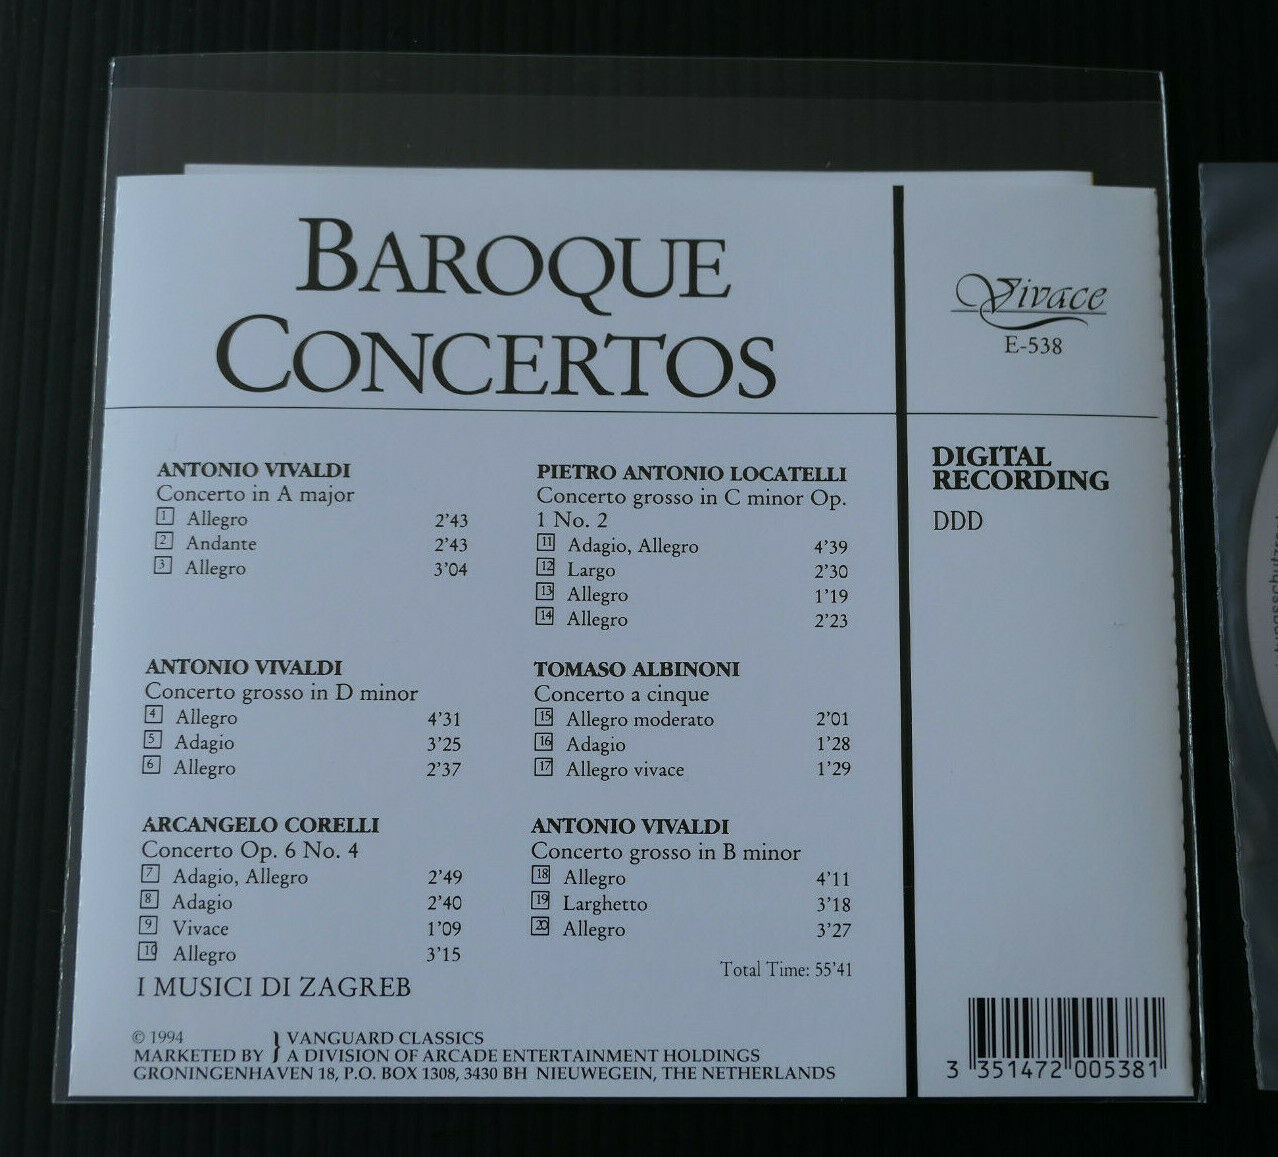 BAROQUE
CONCERTOS
Vivace
E-538
DIGITAL
RECORDING
DDD
ANTONIO VIVALDI
Concerto in A major
1 Allegro 2'43
2 Andante 2'43
3 Allegro 3'04
ANTONIO VIVALDI
Concerto grosso in D minor
4 Allegro 4'31
5 Adagio 3'25
6 Allegro 2'37
ARCANGELO CORELLI
Concerto Op. 6 No. 4
7 Adagio, Allegro 2'49
8 Adagio 2'40
9 Vivace 1'09
10 Allegro 3'15
I MUSICI DI ZAGREB
PIETRO ANTONIO LOCATELLI
Concerto grosso in C minor Op.
1 No. 2
11 Adagio, Allegro 4'39
12 Largo 2'30
13 Allegro 1'19
14 Allegro 2'23
TOMASO ALBINONI
Concerto a cinque
15 Allegro moderato 2'01
16 Adagio 1'28
17 Allegro vivace 1'29
ANTONIO VIVALDI
Concerto grosso in B minor
18 Allegro 4'11
19 Larghetto 3'18
20 Allegro 3'27
Total Time: 55'41
© 1994 } VANGUARD CLASSICS
MARKETED BY A DIVISION OF ARCADE ENTERTAINMENT HOLDINGS
GRONINGENHAVEN 18, P.O. BOX 1308, 3430 BH NIEUWEGEIN, THE NETHERLANDS
3 351472 005381